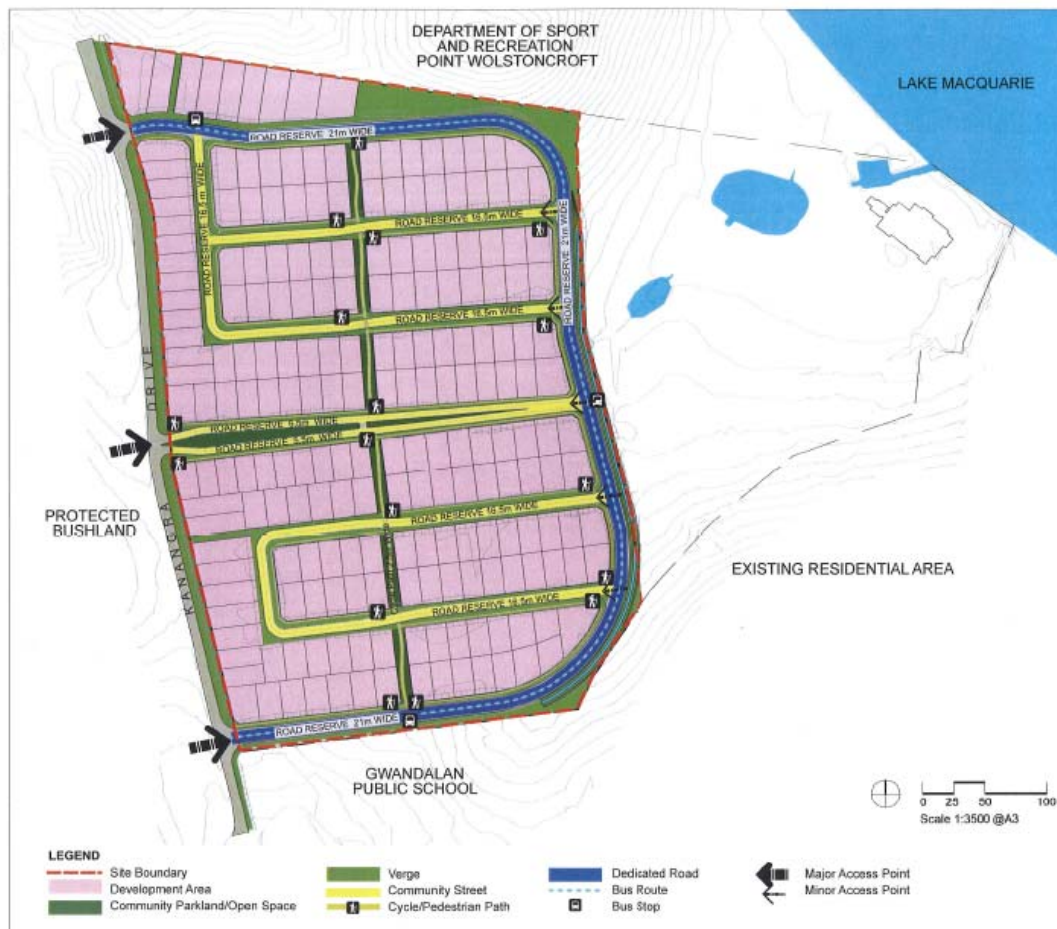 DEPARTMENT OF SPORT
AND RECREATION
POINT WOLSTONCROFT
LAKE MACQUARIE
ROAD RESERVE 21m WIDE
ROAD RESERVE 16.5m WIDE
ROAD RESERVE 16.5m WIDE
ROAD RESERVE 21m WIDE
ROAD RESERVE 16.5m WIDE
DRIVE
ROAD RESERVE WIDE
ROAD RESERVE WIDE
PROTECTED
BUSHLAND
KANANGRA
ROAD RESERVE 16.5m WIDE
EXISTING RESIDENTIAL AREA
ROAD RESERVE 16.5m WIDE
ROAD RESERVE 21m WIDE
GWANDALAN
PUBLIC SCHOOL
0 25 50 100
Scale 1:3500 @A3
LEGEND
Site Boundary
Development Area
Community Parkland/Open Space
Verge
Community Street
Cycle/Pedestrian Path
Dedicated Road
Bus Route
Bus Stop
Major Access Point
Minor Access Point